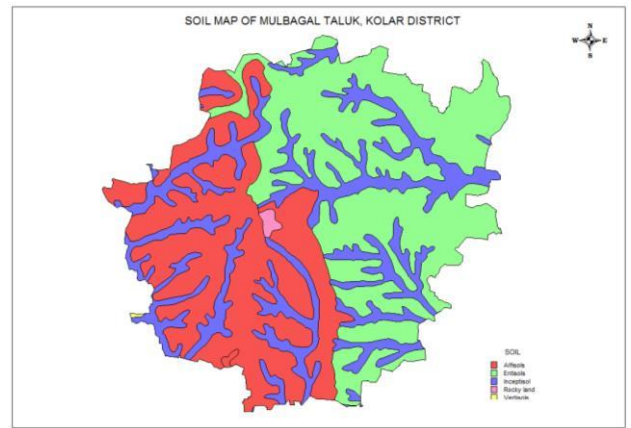 SOIL MAP OF MULBAGAL TALUK, KOLAR DISTRICT
N
W E
S
SOIL
Alfisols
Entisols
Inceptisol
Rocky land
Vertisols